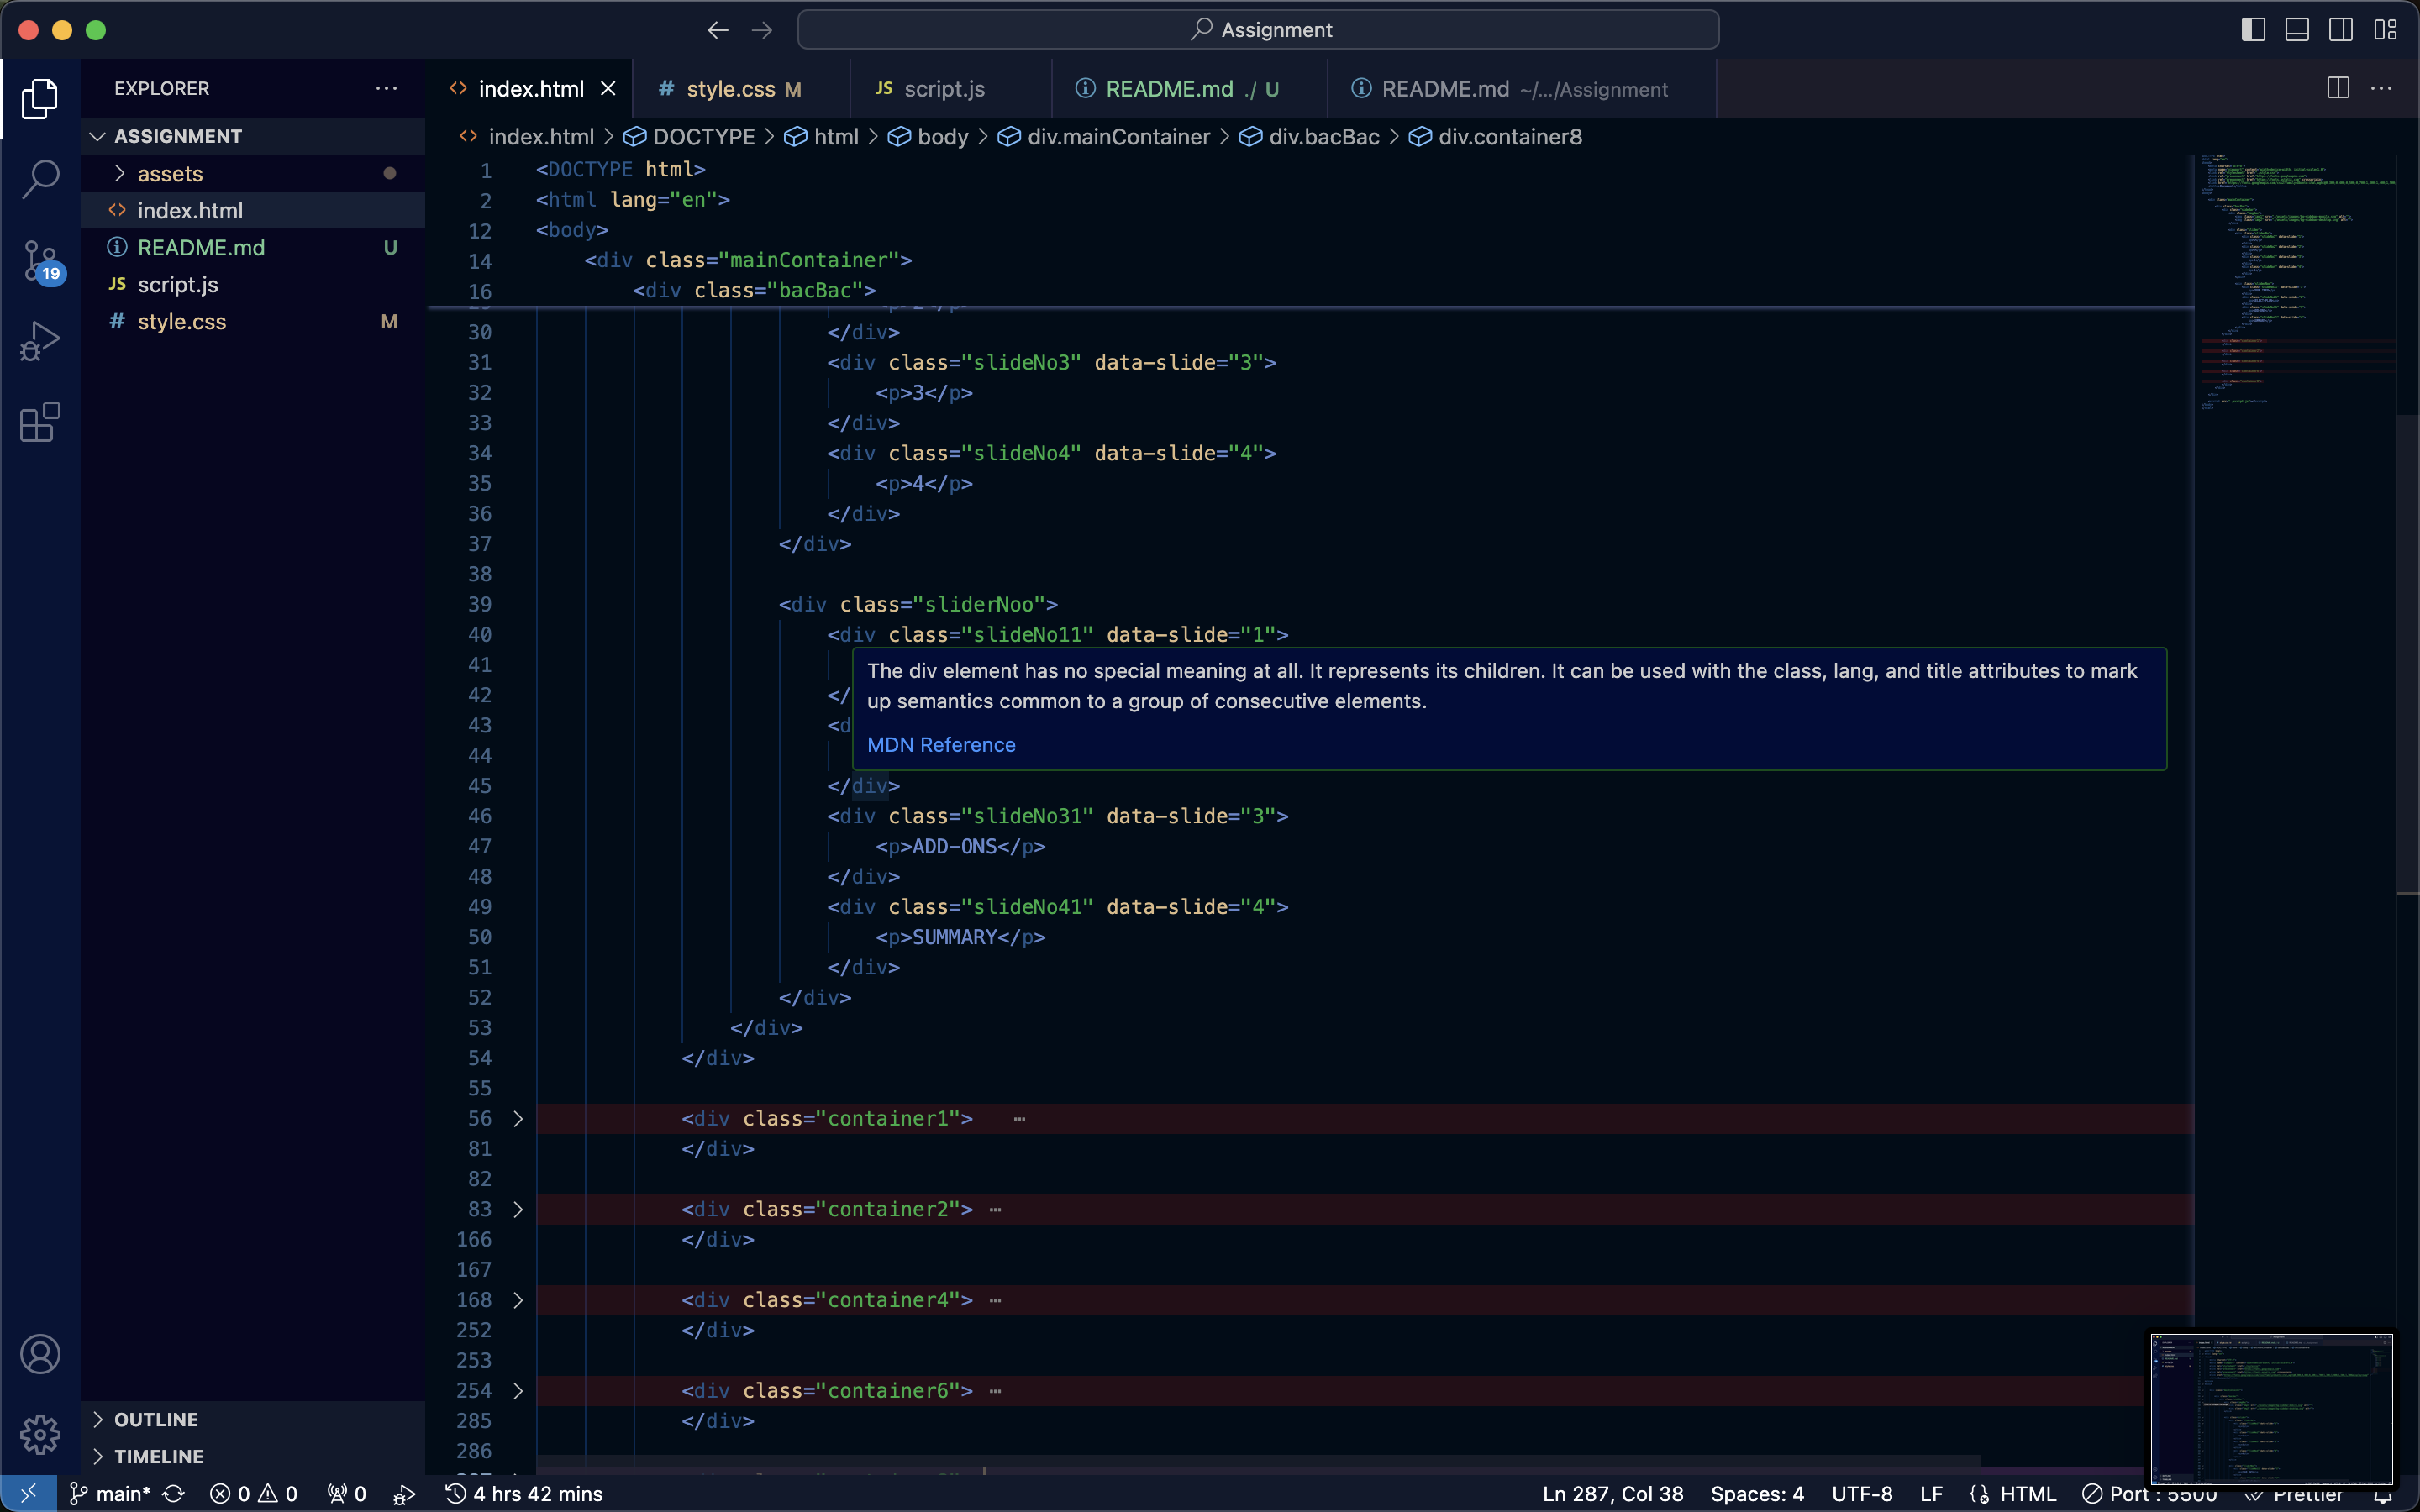 Assignment
EXPLORER
index.html
style.css M
script.js
README.md ./ U
README.md ~/.../Assignment
ASSIGNMENT
assets
index.html
README.md U
script.js
style.css M
19
index.html > DOCTYPE > html > body > div.mainContainer > div.bacBac > div.container8
1 <DOCTYPE html>
2 <html lang="en">
12 <body>
14 <div class="mainContainer">
16 <div class="bacBac">
30 </div>
31 <div class="slideNo3" data-slide="3">
32 <p>3</p>
33 </div>
34 <div class="slideNo4" data-slide="4">
35 <p>4</p>
36 </div>
37 </div>
38
39 <div class="sliderNoo">
40 <div class="slideNo11" data-slide="1">
41
The div element has no special meaning at all. It represents its children. It can be used with the class, lang, and title attributes to mark
up semantics common to a group of consecutive elements.
MDN Reference
42 </
43 <d
44
45 </div>
46 <div class="slideNo31" data-slide="3">
47 <p>ADD-ONS</p>
48 </div>
49 <div class="slideNo41" data-slide="4">
50 <p>SUMMARY</p>
51 </div>
52 </div>
53 </div>
54 </div>
55
56 <div class="container1"> ...
81 </div>
82
83 <div class="container2"> ...
166 </div>
167
168 <div class="container4"> ...
252 </div>
253
254 <div class="container6"> ...
285 </div>
286
OUTLINE
TIMELINE
main* 0 0 0 4 hrs 42 mins
Ln 287, Col 38 Spaces: 4 UTF-8 LF HTML Port : 5500 Prettier